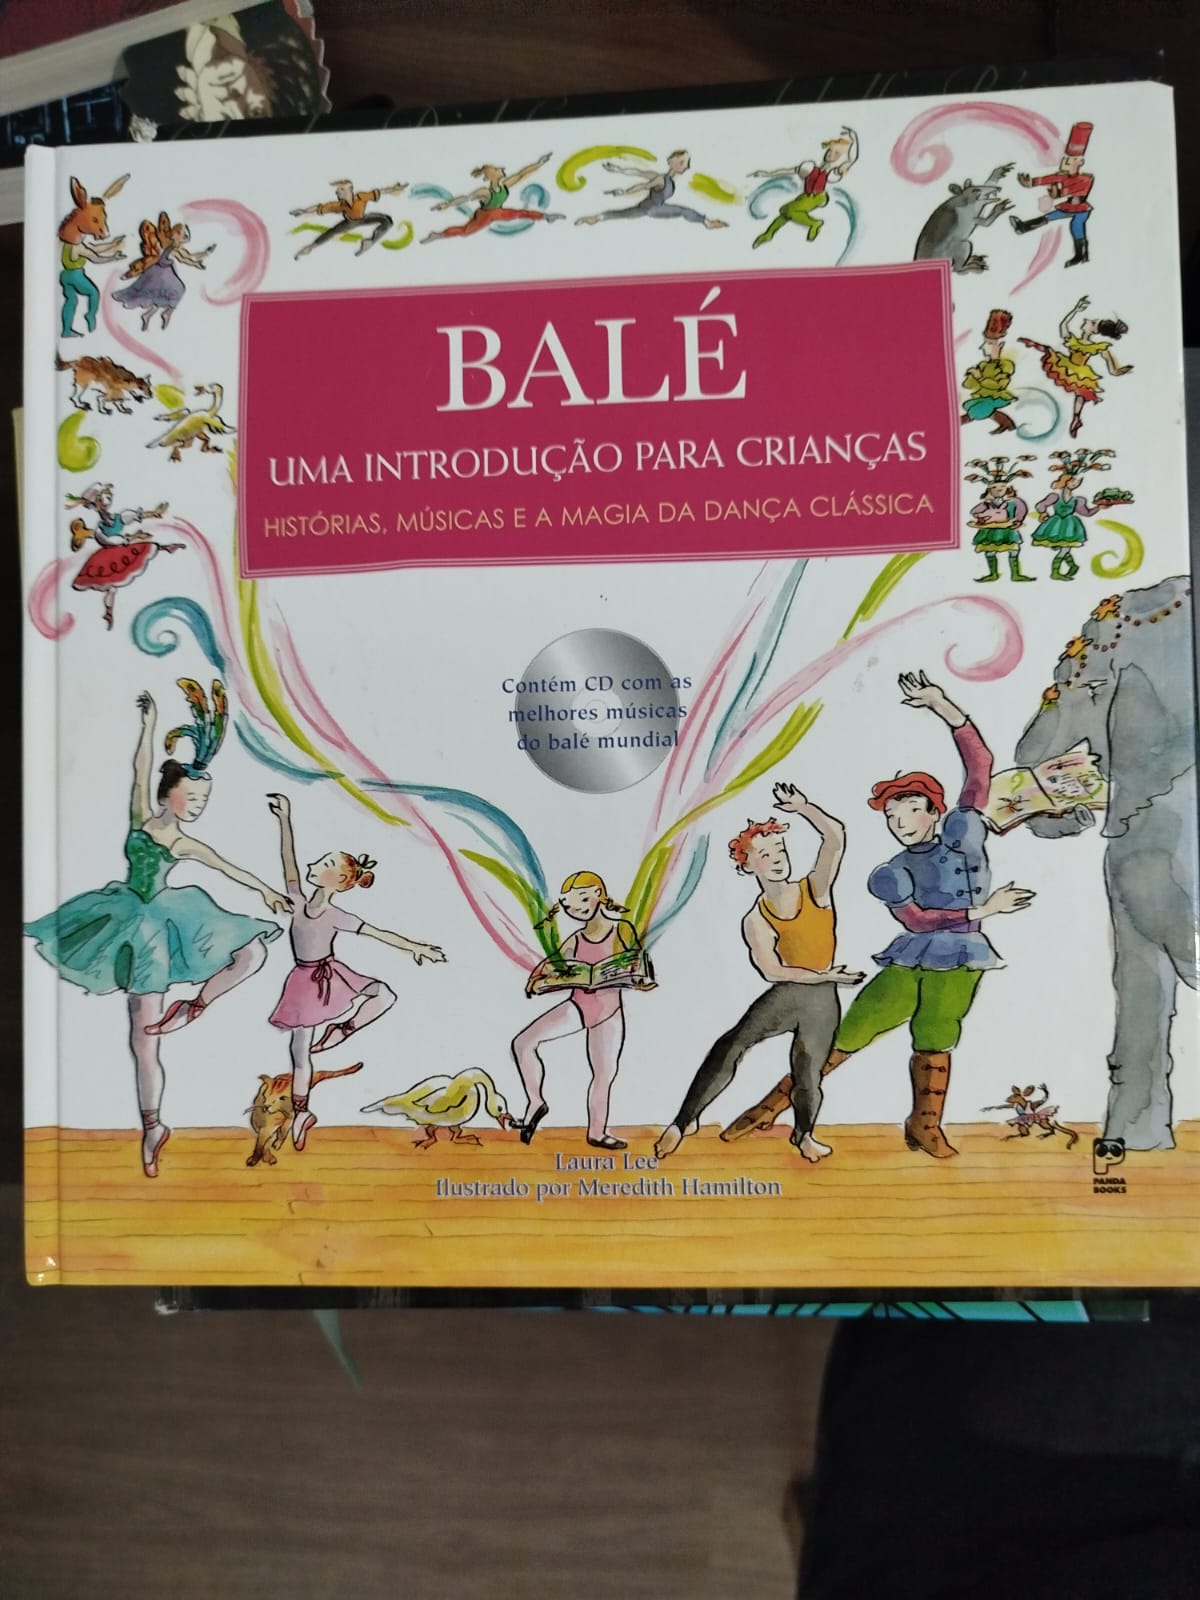 BALÉ
UMA INTRODUÇÃO PARA CRIANÇAS
HISTÓRIAS, MÚSICAS E A MAGIA DA DANÇA CLÁSSICA
Contém CD com as
melhores músicas
do balé mundial
Laura Lee
Ilustrado por Meredith Hamilton
PANDA
BOOKS